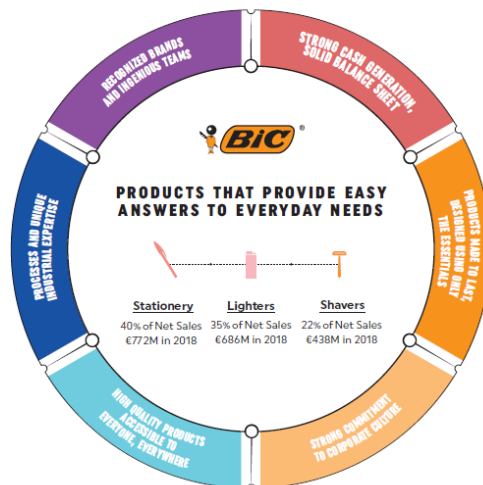 RECOGNIZED BRANDS
AND INGENIOUS TEAMS
STRONG CASH GENERATION,
SOLID BALANCE SHEET
BiC®
PRODUCTS THAT PROVIDE EASY
ANSWERS TO EVERYDAY NEEDS
PROCESSES AND UNIQUE
INDUSTRIAL EXPERTISE
PRODUCTS MADE TO LAST,
DESIGNED USING ONLY
THE ESSENTIALS
Stationery
40% of Net Sales
€772M in 2018
Lighters
35% of Net Sales
€686M in 2018
Shavers
22% of Net Sales
€438M in 2018
HIGH QUALITY PRODUCTS
ACCESSIBLE TO
EVERYONE, EVERYWHERE
STRONG COMMITMENT
TO CORPORATE CULTURE